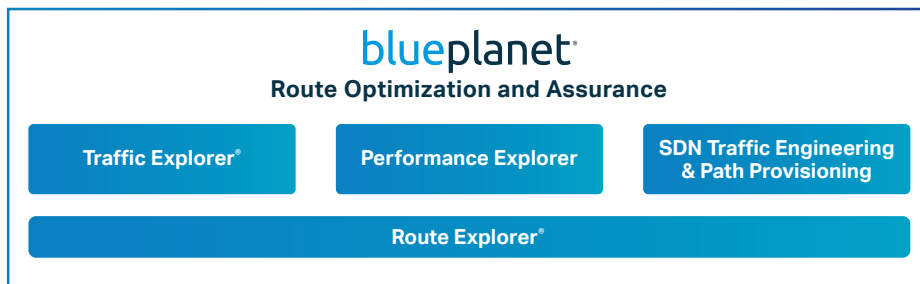 blueplanet®
Route Optimization and Assurance
Traffic Explorer®
Performance Explorer
SDN Traffic Engineering
& Path Provisioning
Route Explorer®